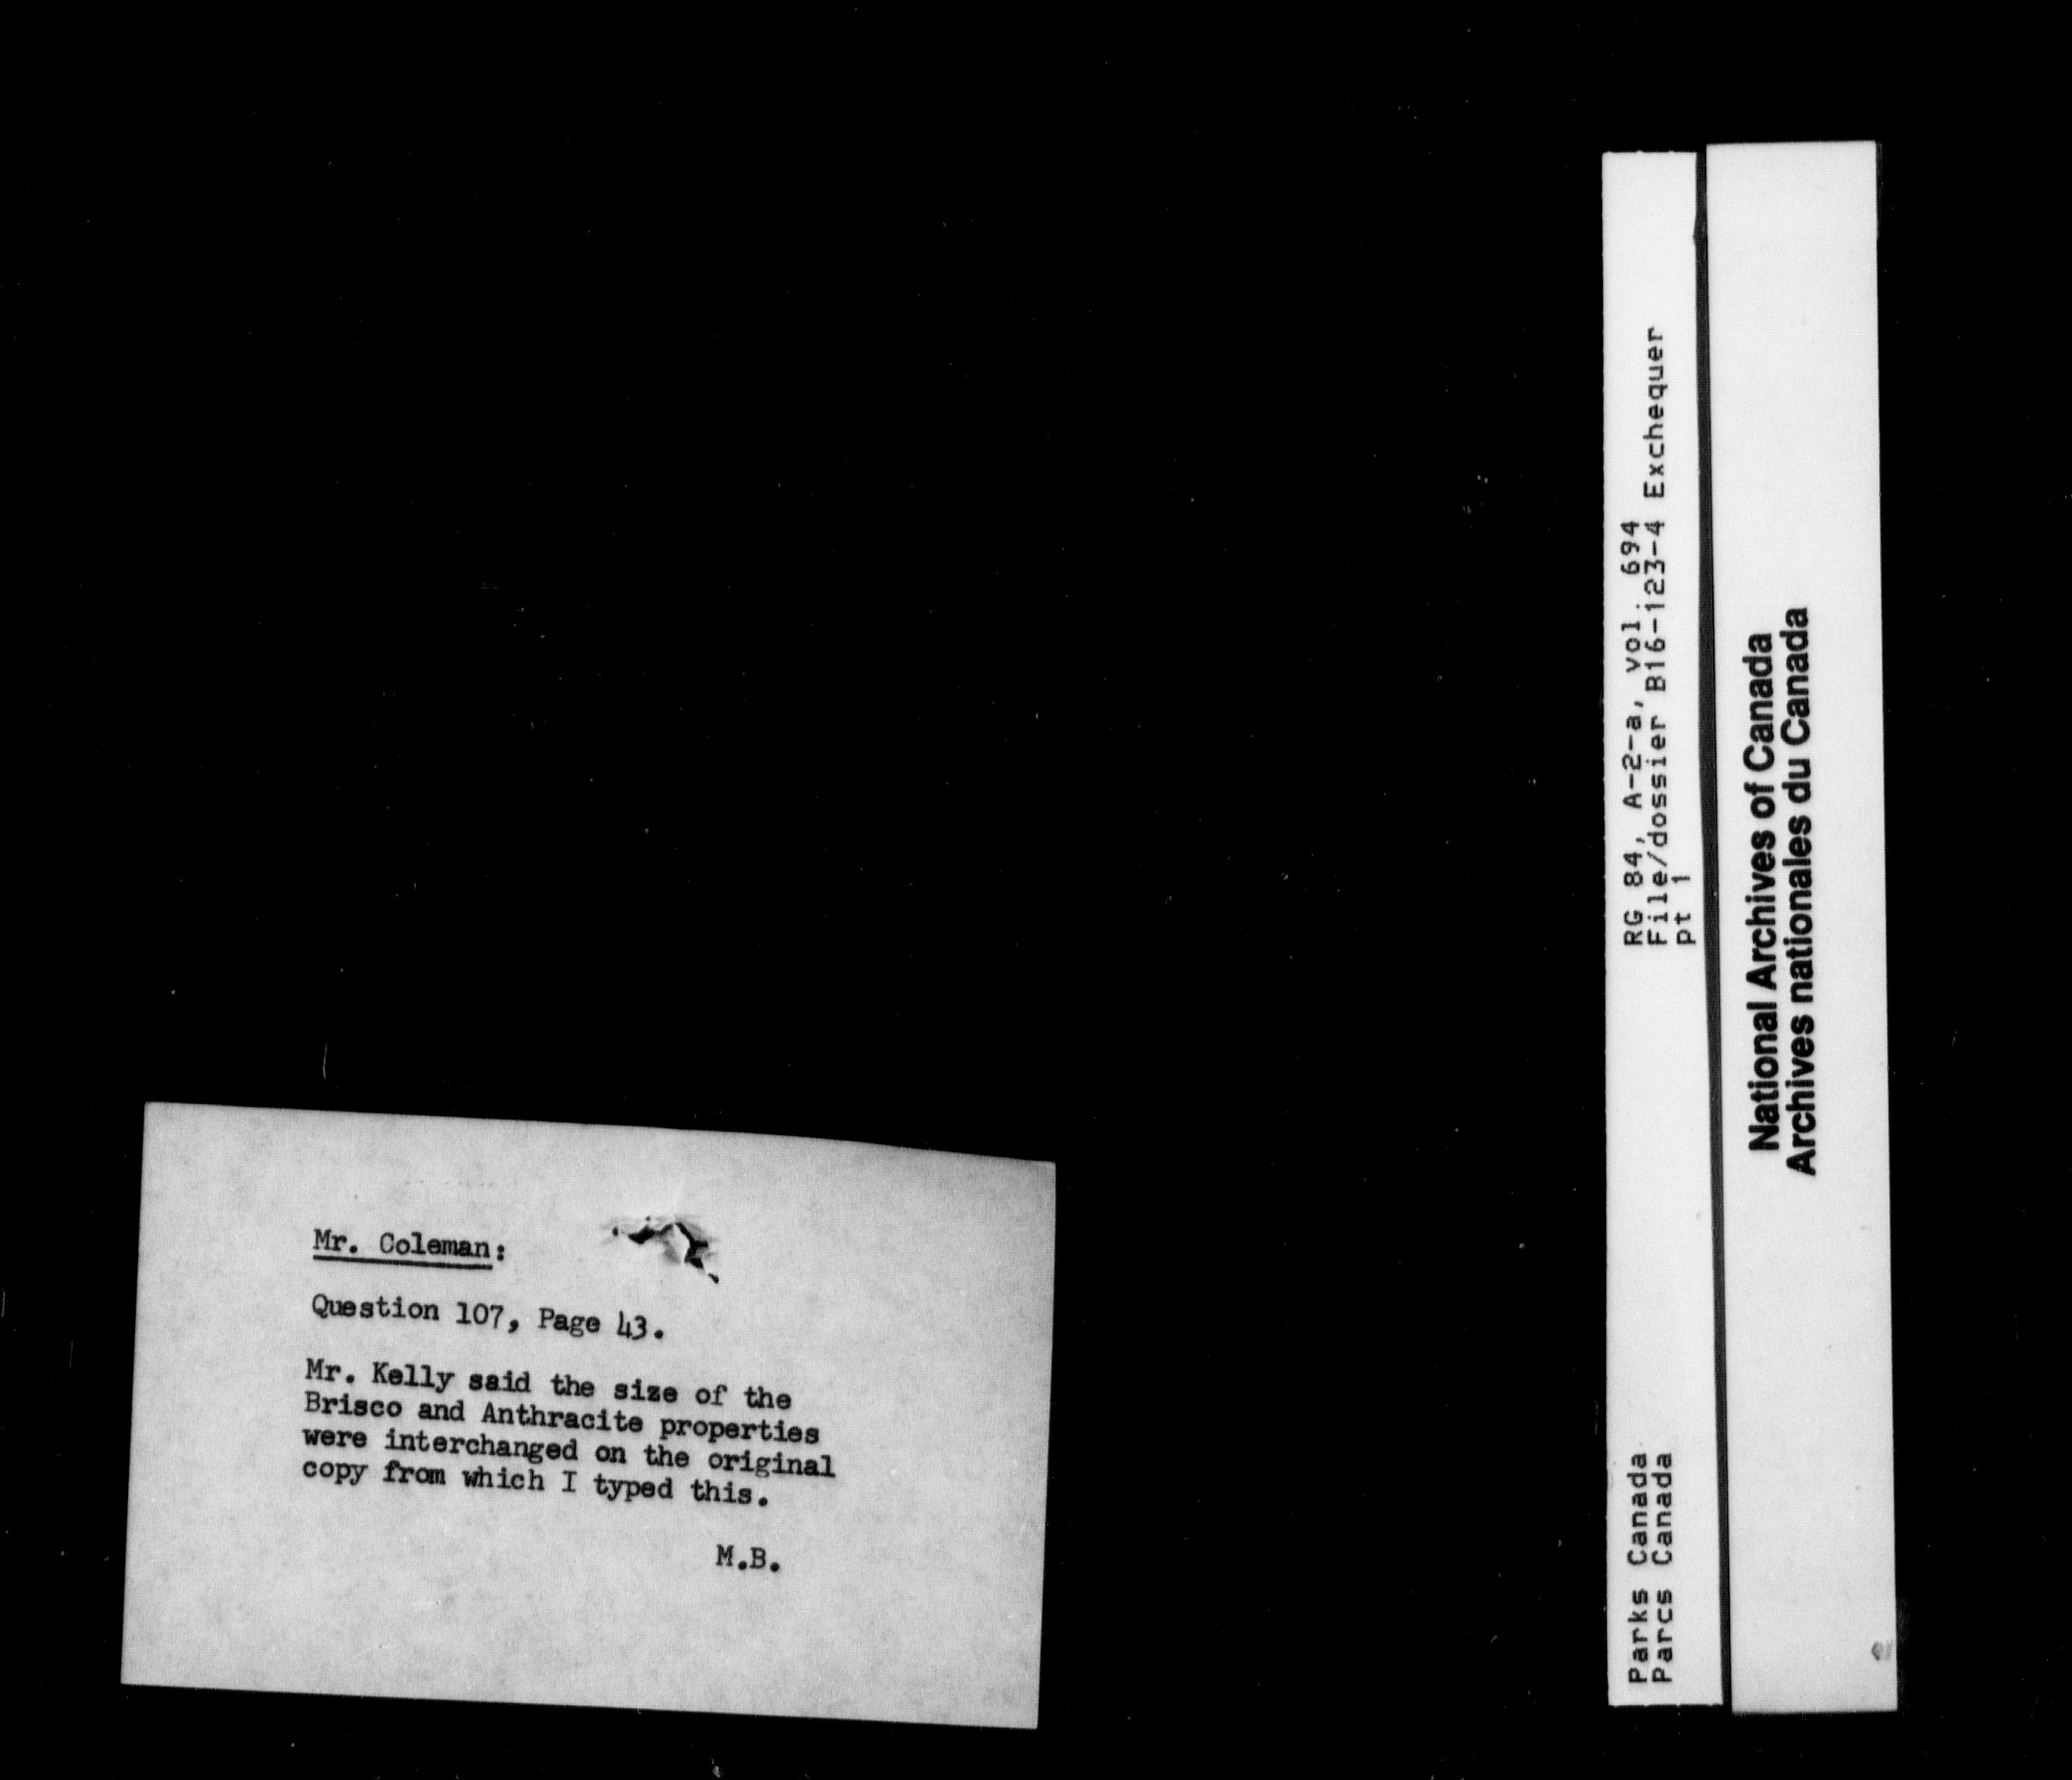 Mr. Coleman:
Question 107, Page 43.
Mr. Kelly said the size of the
Brisco and Anthracite properties
were interchanged on the original
copy from which I typed this.
M.B.
Parks Canada
Parcs Canada
RG 84, A-2-a, vol. 694
File/dossier B16-123-4 Exchequer
pt 1
National Archives of Canada
Archives nationales du Canada